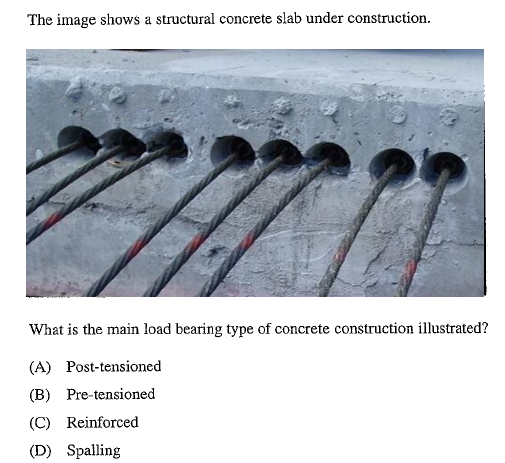 The image shows a structural concrete slab under construction.
What is the main load bearing type of concrete construction illustrated?
(A) Post-tensioned
(B) Pre-tensioned
(C) Reinforced
(D) Spalling